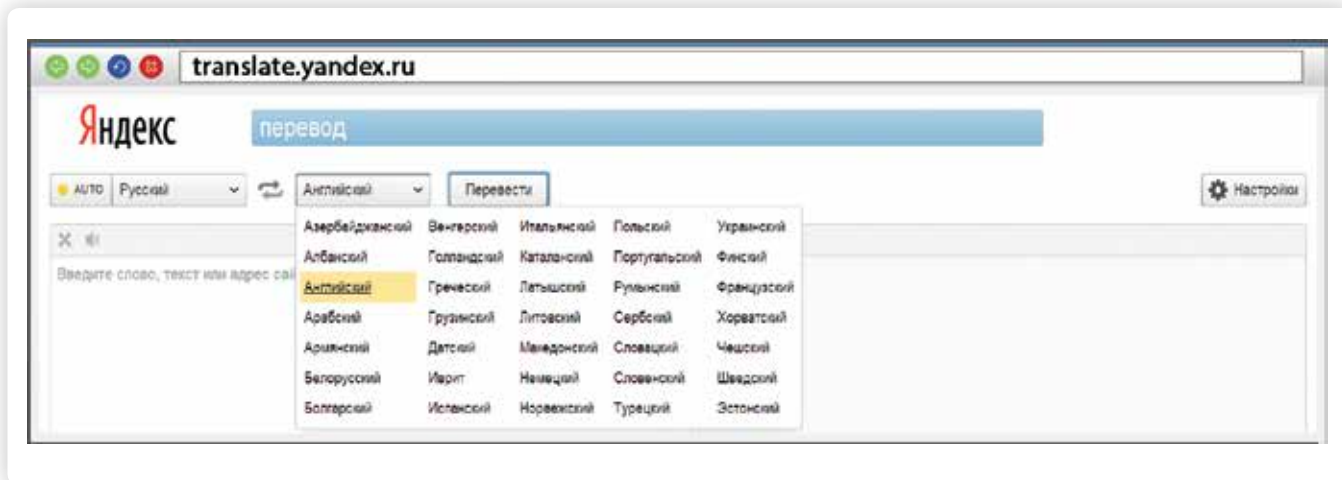 translate.yandex.ru
Яндекс
перевод
AUTO Русский Английский Перевести Настройки
Азербайджанский Венгерский Итальянский Польский Украинский
Албанский Голландский Каталанский Португальский Финский
Английский Греческий Латышский Румынский Французский
Арабский Грузинский Литовский Сербский Хорватский
Армянский Датский Македонский Словацкий Чешский
Белорусский Иврит Немецкий Словенский Шведский
Болгарский Испанский Норвежский Турецкий Эстонский
Введите слово, текст или адрес сай